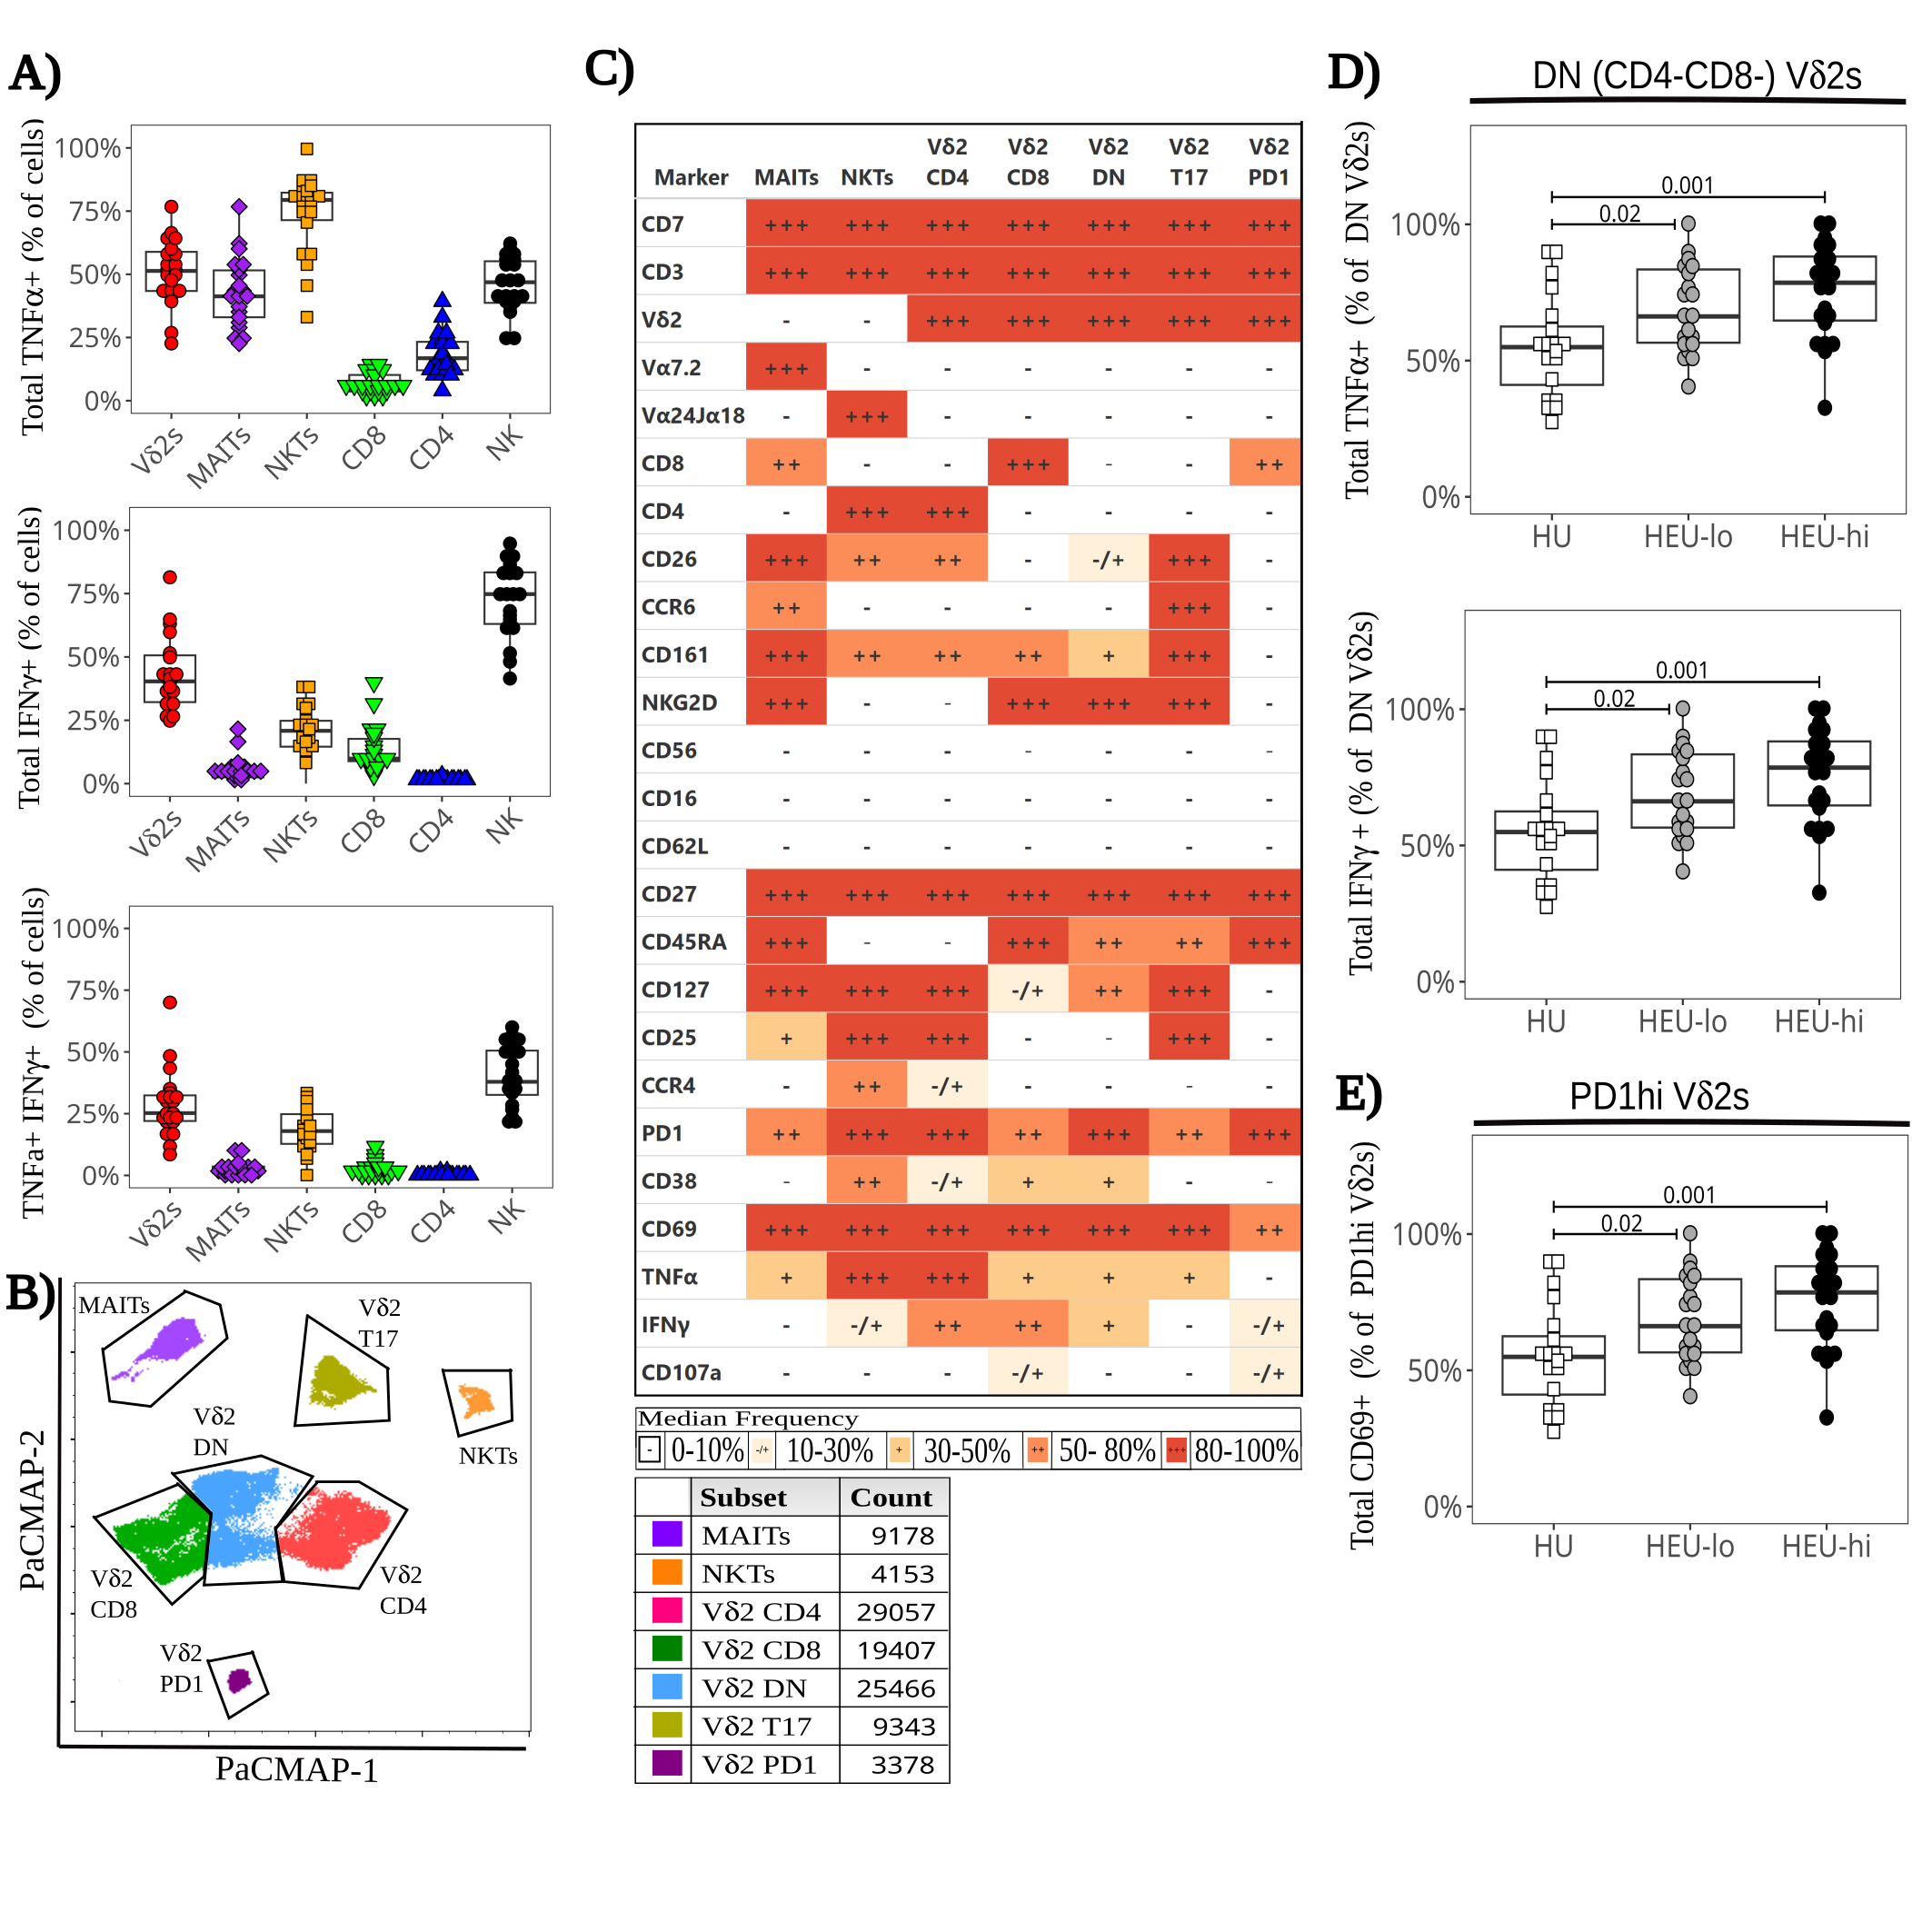 A)
Total TNFα+ (% of cells)
100%
75%
50%
25%
0%
Vδ2s
MAITs
NKTs
CD8
CD4
NK
Total IFNγ+ (% of cells)
100%
75%
50%
25%
0%
Vδ2s
MAITs
NKTs
CD8
CD4
NK
TNFa+ IFNγ+ (% of cells)
100%
75%
50%
25%
0%
Vδ2s
MAITs
NKTs
CD8
CD4
NK
B)
MAITs
Vδ2
T17
Vδ2
DN
NKTs
Vδ2
CD8
Vδ2
CD4
Vδ2
PD1
PaCMAP-2
PaCMAP-1
C)
Vδ2 Vδ2 Vδ2 Vδ2 Vδ2
Marker MAITs NKTs CD4 CD8 DN T17 PD1
CD7 +++ +++ +++ +++ +++ +++ +++
CD3 +++ +++ +++ +++ +++ +++ +++
Vδ2 - - +++ +++ +++ +++ +++
Vα7.2 +++ - - - - - -
Vα24Jα18 - +++ - - - - -
CD8 ++ - - +++ - - ++
CD4 - +++ +++ - - - -
CD26 +++ ++ ++ - -/+ +++ -
CCR6 ++ - - - - +++ -
CD161 +++ ++ ++ ++ + +++ -
NKG2D +++ - - +++ +++ +++ -
CD56 - - - - - - -
CD16 - - - - - - -
CD62L - - - - - - -
CD27 +++ +++ +++ +++ +++ +++ +++
CD45RA +++ - - +++ ++ ++ +++
CD127 +++ +++ +++ -/+ ++ +++ -
CD25 + +++ +++ - - +++ -
CCR4 - ++ -/+ - - - -
PD1 ++ +++ +++ ++ +++ ++ +++
CD38 - ++ -/+ + + - -
CD69 +++ +++ +++ +++ +++ +++ ++
TNFα + +++ +++ + + + -
IFNγ - -/+ ++ ++ + - -/+
CD107a - - - -/+ - - -/+
Median Frequency
- 0-10% -/+ 10-30% + 30-50% ++ 50- 80% +++ 80-100%
Subset Count
MAITs 9178
NKTs 4153
Vδ2 CD4 29057
Vδ2 CD8 19407
Vδ2 DN 25466
Vδ2 T17 9343
Vδ2 PD1 3378
D)
DN (CD4-CD8-) Vδ2s
Total TNFα+ (% of DN Vδ2s)
100%
50%
0%
0.001
0.02
HU
HEU-lo
HEU-hi
Total IFNγ + (% of DN Vδ2s)
100%
50%
0%
0.001
0.02
HU
HEU-lo
HEU-hi
E)
PD1hi Vδ2s
Total CD69+ (% of PD1hi Vδ2s)
100%
50%
0%
0.001
0.02
HU
HEU-lo
HEU-hi